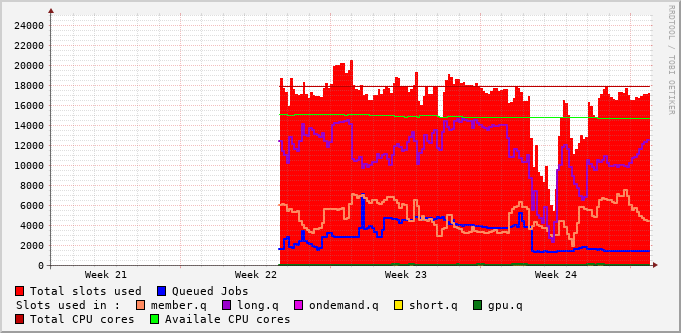 RRDTOOL / TOBI OETIKER
24000
22000
20000
18000
16000
14000
12000
10000
8000
6000
4000
2000
0
Week 21 Week 22 Week 23 Week 24
Total slots used Queued Jobs
Slots used in : member.q long.q ondemand.q short.q gpu.q
Total CPU cores Availale CPU cores